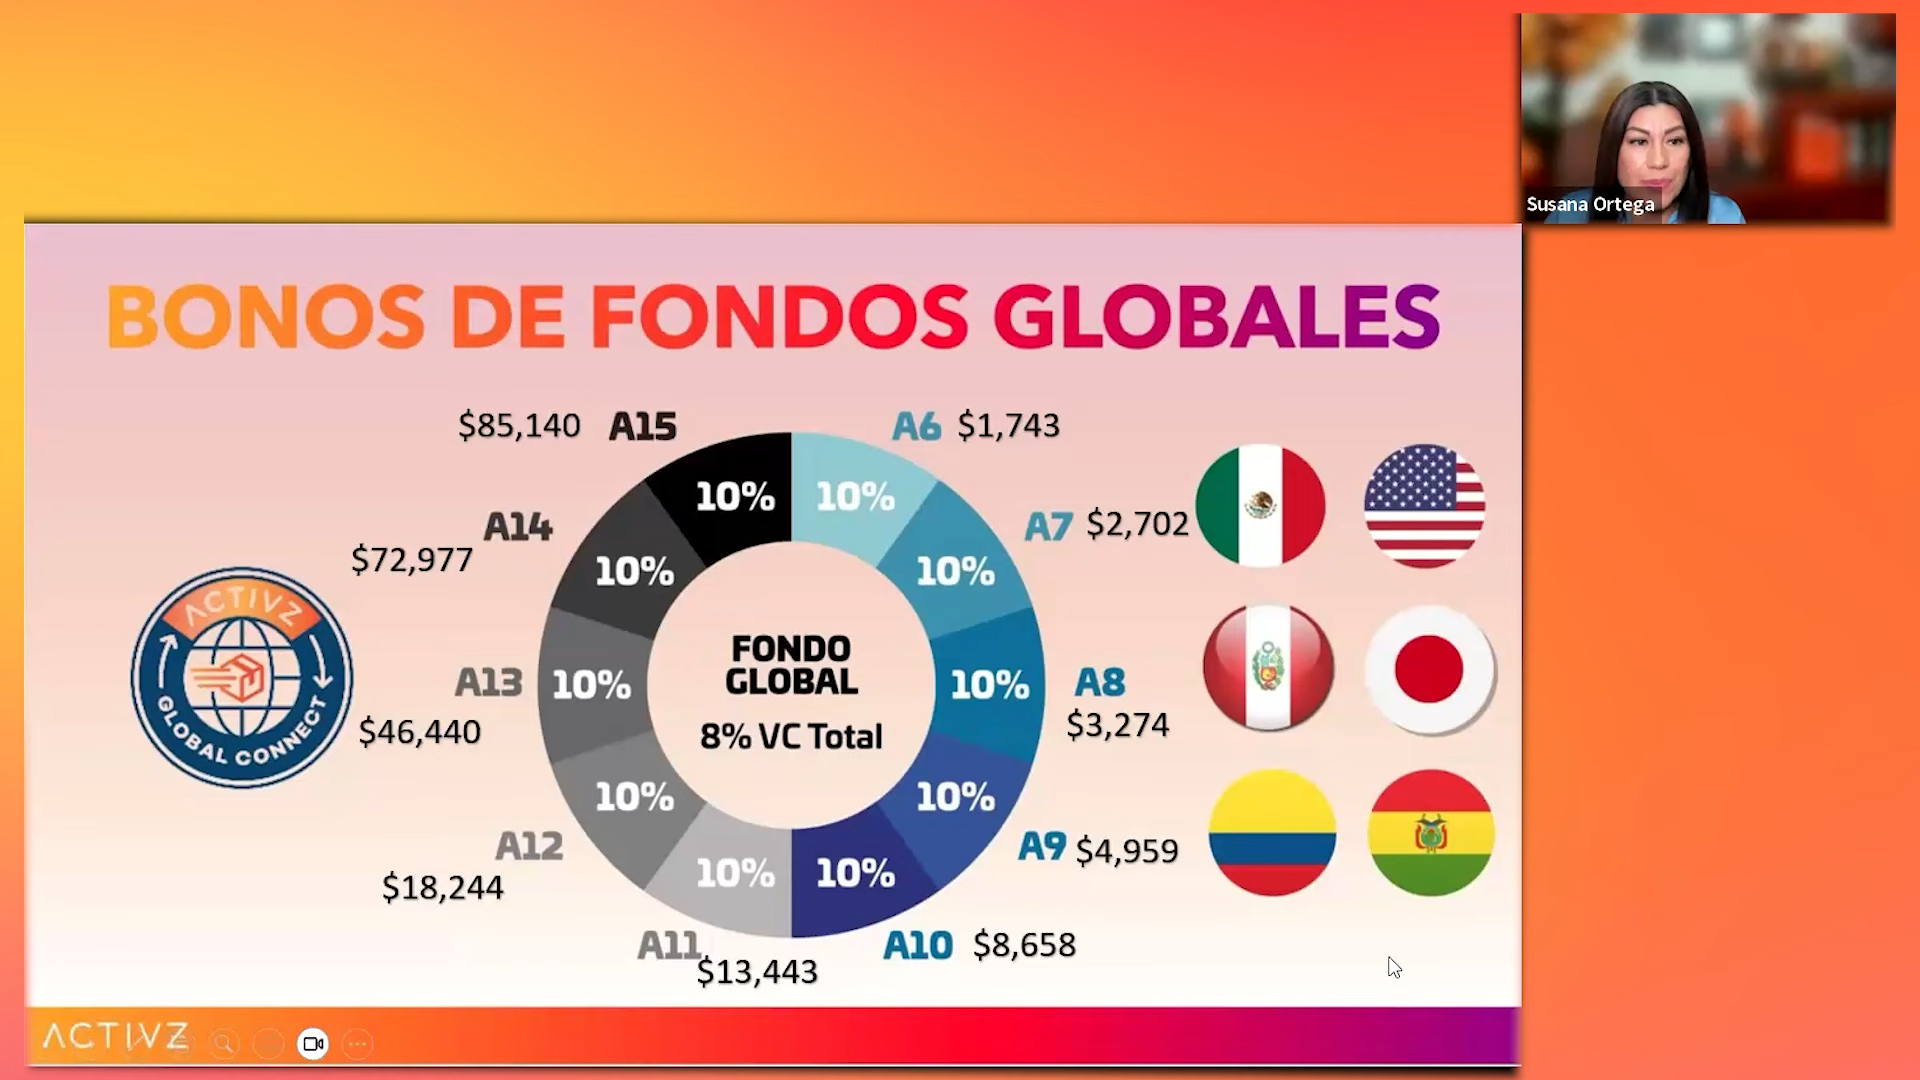 Susana Ortega
BONOS DE FONDOS GLOBALES
$85,140 A15
A6 $1,743
10%
10%
A14
$72,977
A7 $2,702
10%
10%
ACTIVZ
GLOBAL CONNECT
FONDO
GLOBAL
8% VC Total
A13
$46,440
10%
10%
A8
$3,274
10%
10%
A12
$18,244
A9 $4,959
10%
10%
A11
$13,443
A10 $8,658
ACTIVZ